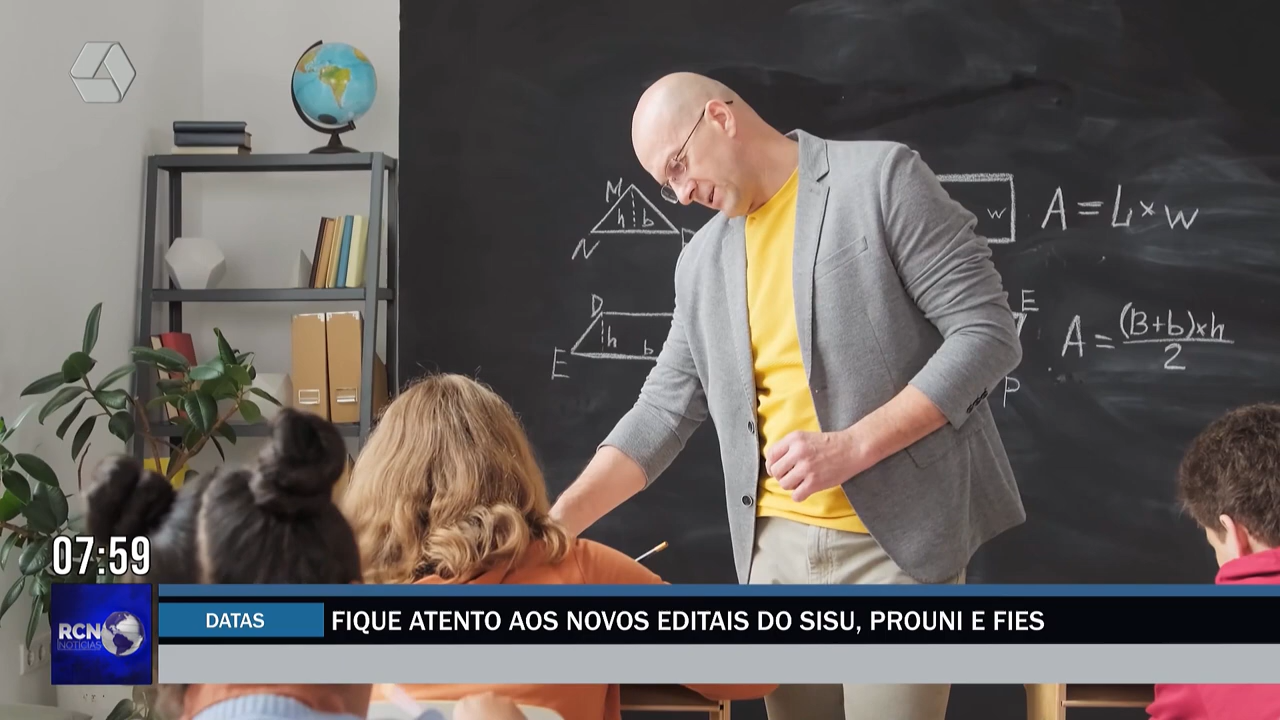 M
h b
N
w
A = L × w
D
h b
E
E
P
A = (B+b)×h
2
07:59
RCN
NOTÍCIAS
DATAS
FIQUE ATENTO AOS NOVOS EDITAIS DO SISU, PROUNI E FIES